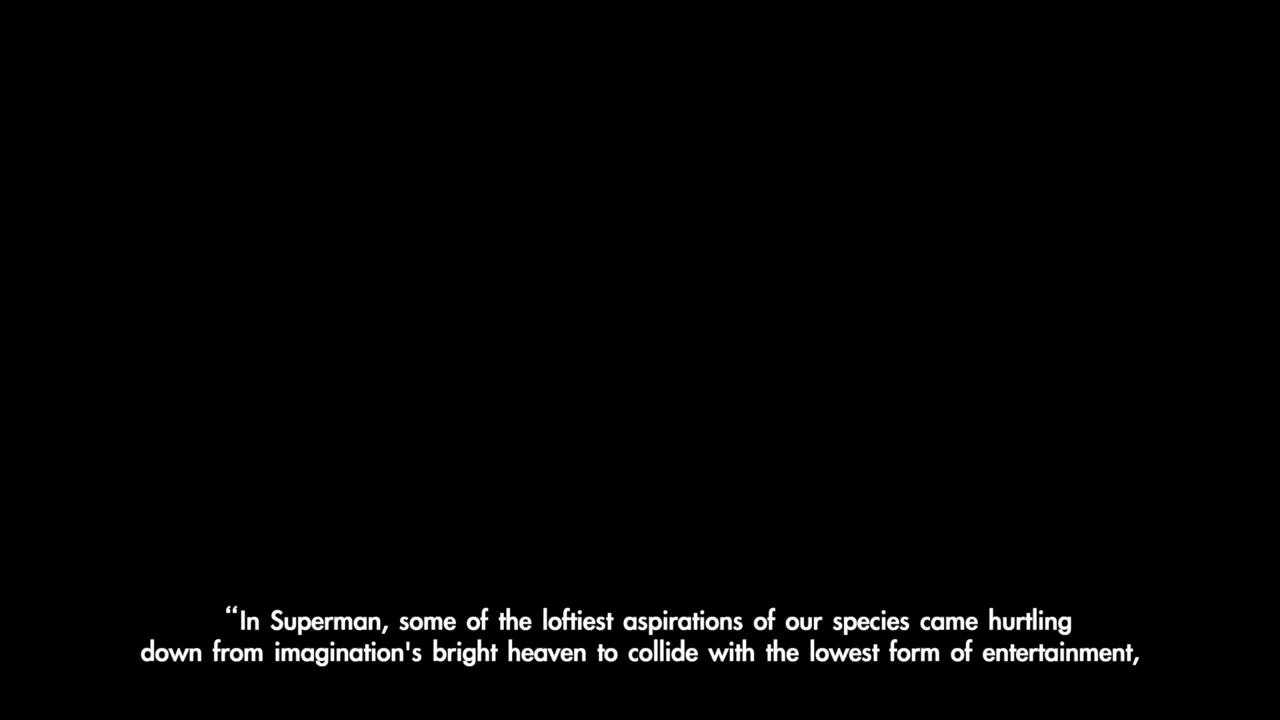 “In Superman, some of the loftiest aspirations of our species came hurtling
down from imagination's bright heaven to collide with the lowest form of entertainment,